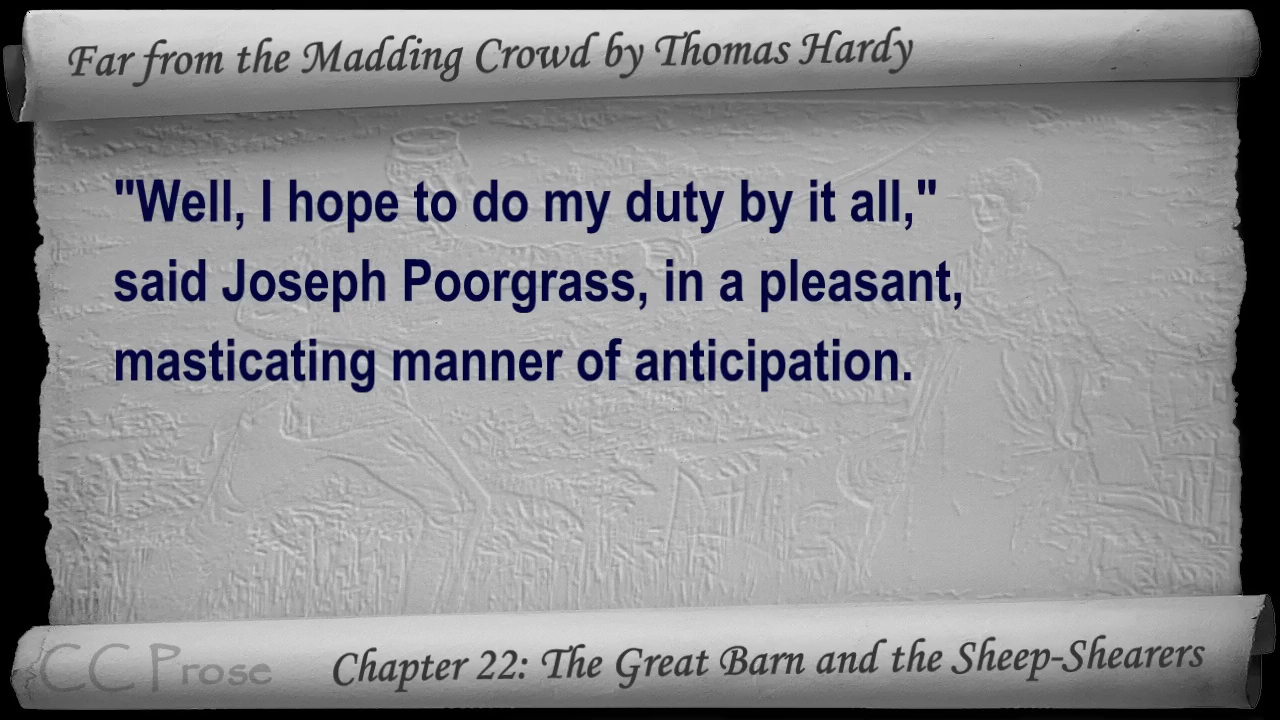 Far from the Madding Crowd by Thomas Hardy
"Well, I hope to do my duty by it all,"
said Joseph Poorgrass, in a pleasant,
masticating manner of anticipation.
CC Prose
Chapter 22: The Great Barn and the Sheep-Shearers